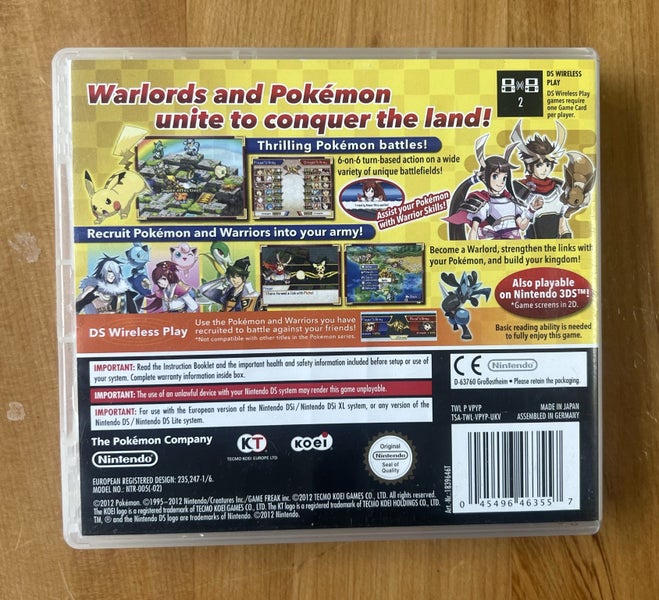 Warlords and Pokémon
unite to conquer the land!
DS WIRELESS
PLAY
DS Wireless Play
games require
one Game Card
per player.
2
Thrilling Pokémon battles!
6-on-6 turn-based action on a wide
variety of unique battlefields!
Assist your Pokémon
with Warrior Skills!
Recruit Pokémon and Warriors into your army!
Become a Warlord, strengthen the links with
your Pokémon, and build your kingdom!
Also playable
on Nintendo 3DS™!
*Game screens in 2D.
DS Wireless Play
Use the Pokémon and Warriors you have
recruited to battle against your friends!
*Not compatible with other titles in the Pokémon series.
Basic reading ability is needed
to fully enjoy this game.
IMPORTANT: Read the Instruction Booklet and the important health and safety information included before setup or use of
your system. Complete warranty information inside box.
IMPORTANT: The use of an unlawful device with your Nintendo DS system may render this game unplayable.
IMPORTANT: For use with the European version of the Nintendo DSi / Nintendo DSi XL system, or any version of the
Nintendo DS / Nintendo DS Lite system.
CE Nintendo
D-63760 Großostheim • Please retain the packaging.
TWL P VPYP
TSA-TWL-VPYP-UKV
MADE IN JAPAN
ASSEMBLED IN GERMANY
The Pokémon Company
Nintendo
KT
TECMO KOEI EUROPE LTD
KOEI
Original
Nintendo
Seal of
Quality
EUROPEAN REGISTERED DESIGN: 235,247-1/6.
MODEL NO.: NTR-005(-02)
©2012 Pokémon. ©1995–2012 Nintendo/Creatures Inc./GAME FREAK inc. ©2012 TECMO KOEI GAMES CO., LTD. All rights reserved.
The KOEI logo is a registered trademark of TECMO KOEI GAMES CO., LTD. The KT logo is a registered trademark of TECMO KOEI HOLDINGS CO., LTD.
TM, ® and the Nintendo DS logo are trademarks of Nintendo. ©2012 Nintendo.
Art.-Nr.: 1839646T
0 45496 46355 7